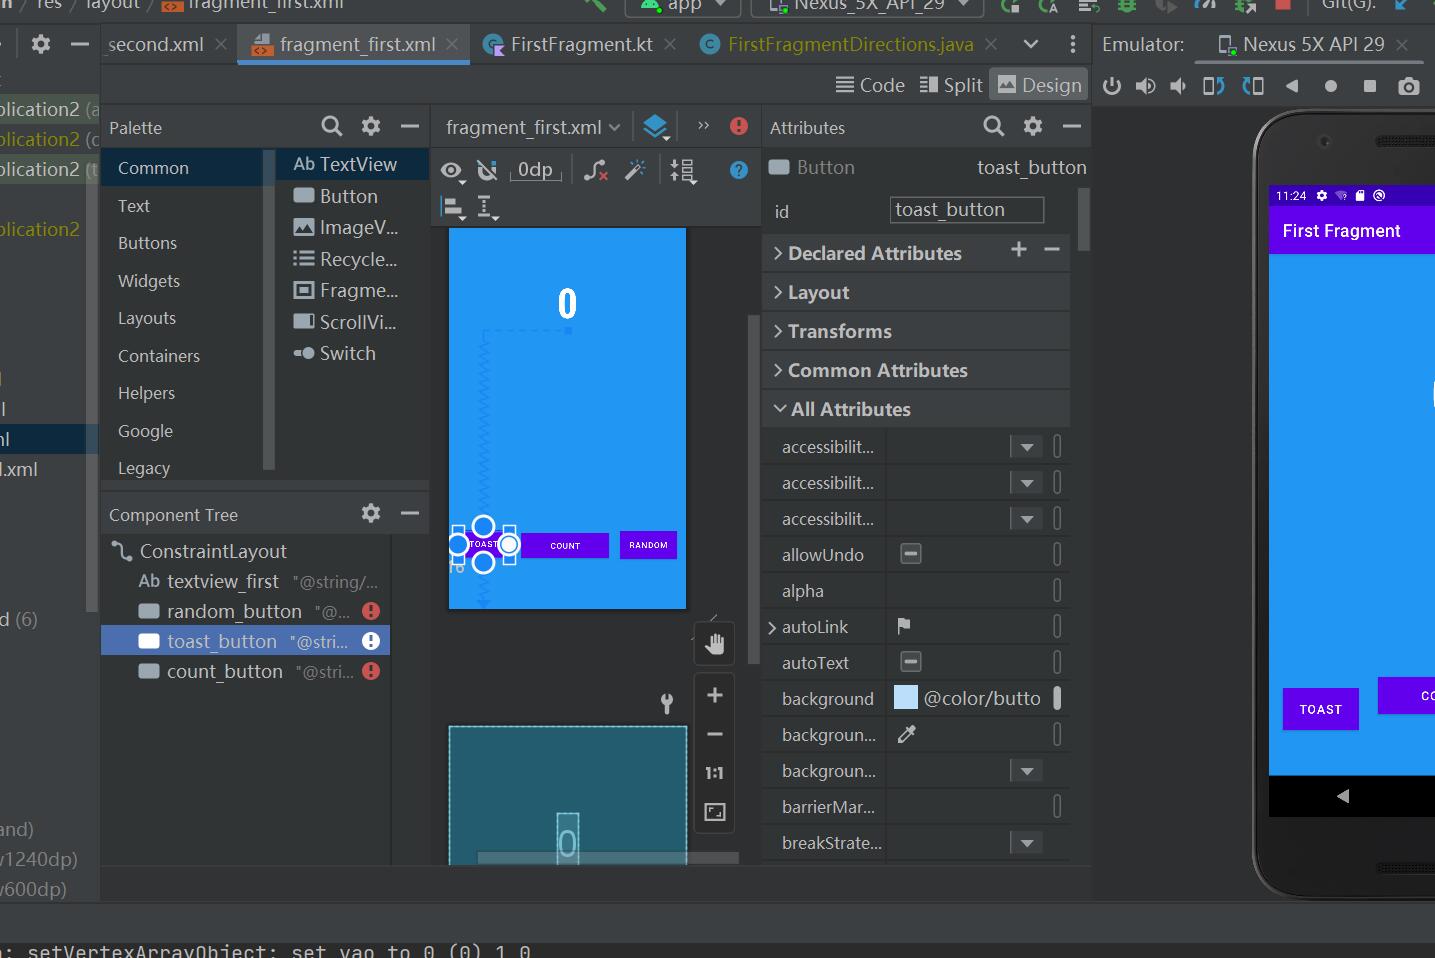 res / layout / fragment_first.xml
app
Nexus_5X_API_29
Git(G):
second.xml
fragment_first.xml
FirstFragment.kt
FirstFragmentDirections.java
Emulator:
Nexus 5X API 29
Code
Split
Design
plication2
plication2
plication2
plication2
l
ml
l.xml
d (6)
and)
w1240dp)
w600dp)
Palette
Common
Text
Buttons
Widgets
Layouts
Containers
Helpers
Google
Legacy
Ab TextView
Button
ImageV...
Recycle...
Fragme...
ScrollVi...
Switch
Component Tree
ConstraintLayout
Ab textview_first "@string/...
random_button "@...
toast_button "@stri...
count_button "@stri...
fragment_first.xml
0dp
0
TOAST
COUNT
RANDOM
1:1
0
Attributes
Button
toast_button
id
toast_button
Declared Attributes
Layout
Transforms
Common Attributes
All Attributes
accessibilit...
accessibilit...
accessibilit...
allowUndo
alpha
autoLink
autoText
background @color/butto
backgroun...
backgroun...
barrierMar...
breakStrate...
11:24
First Fragment
TOAST
CO
: setVertexArrayObject: set vao to 0 (0) 1 0